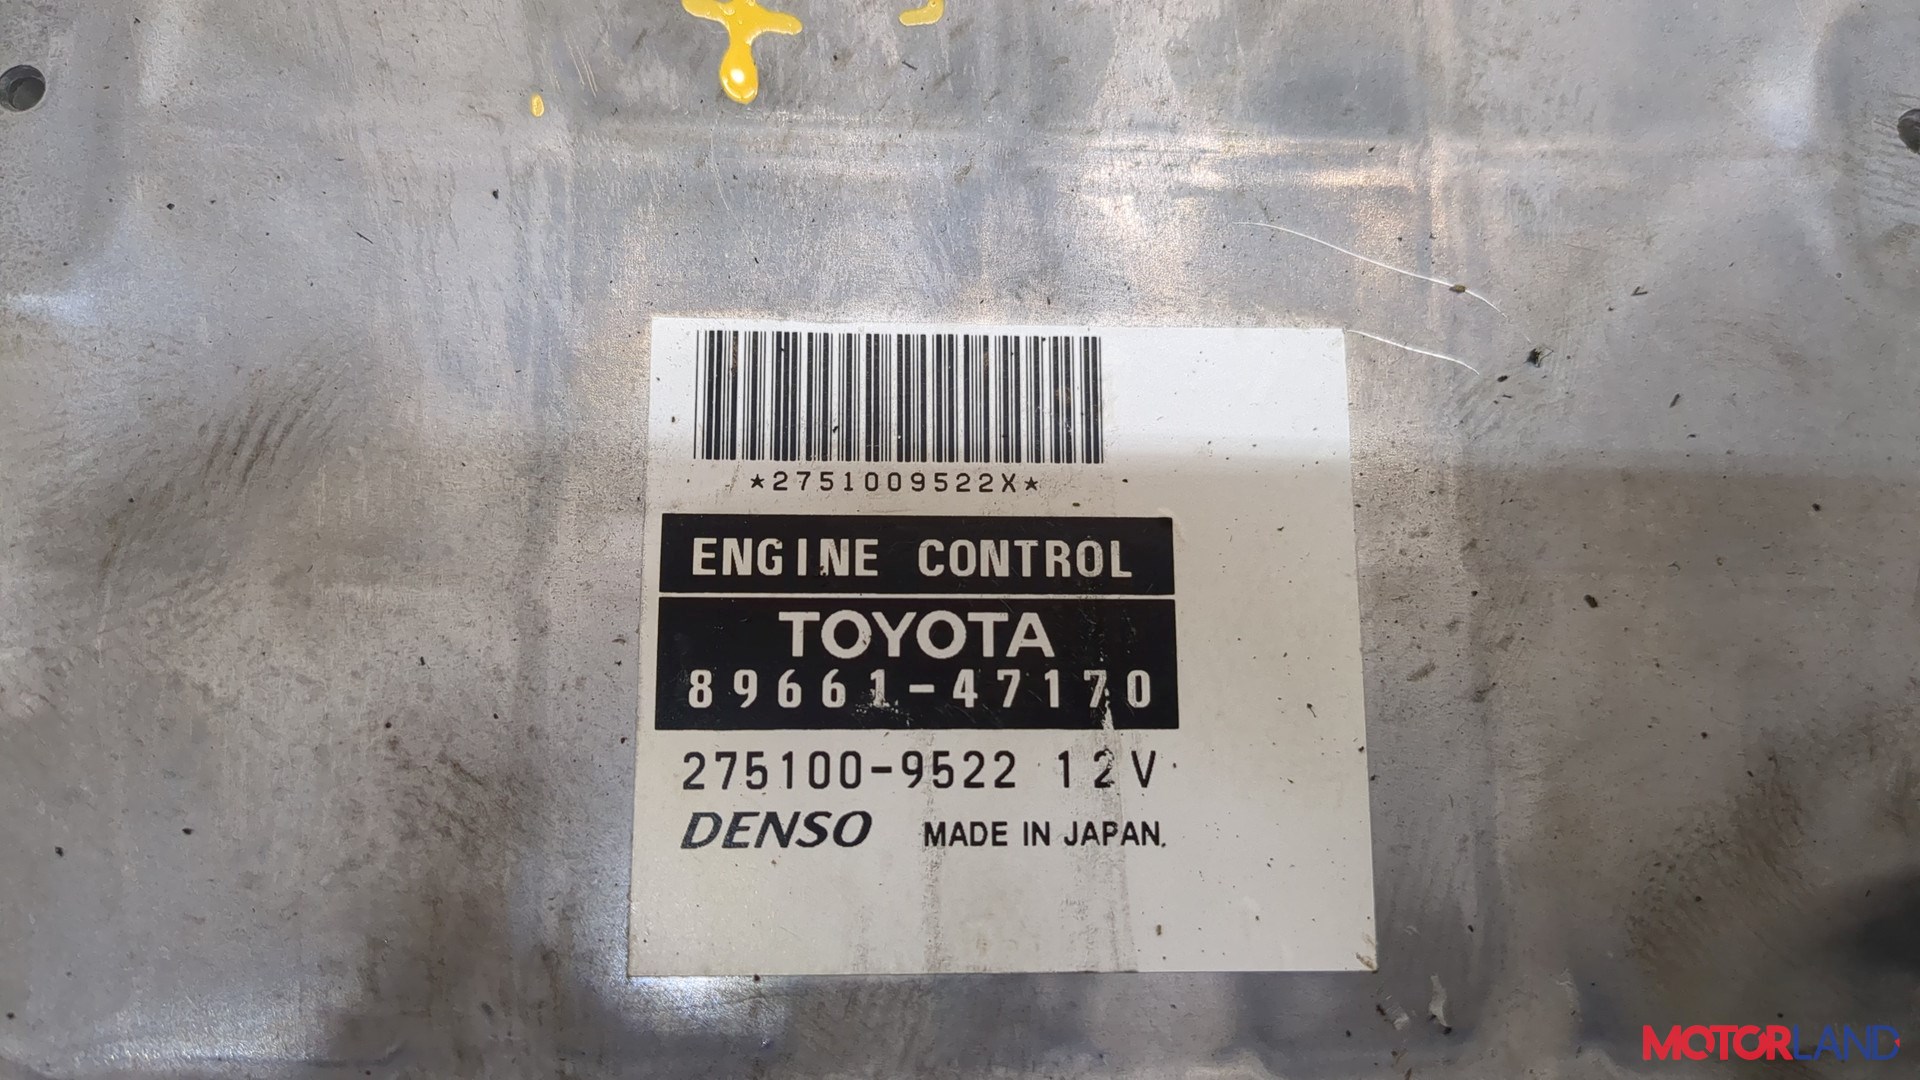 *2751009522X*
ENGINE CONTROL
TOYOTA
89661-47170
275100-9522 12V
DENSO MADE IN JAPAN.
MOTORLAND